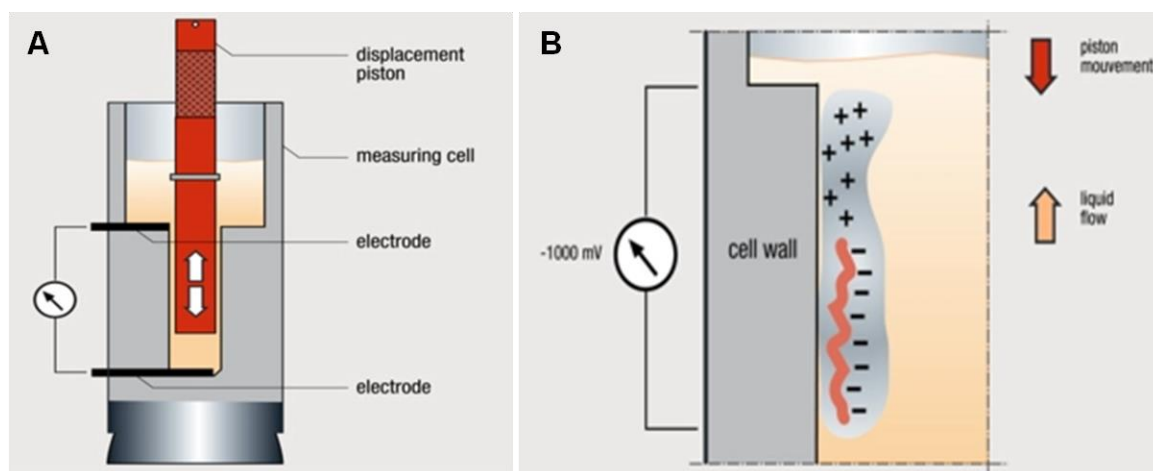 A
displacement
piston
measuring cell
electrode
electrode
B
-1000 mV
cell wall
piston
mouvement
liquid
flow